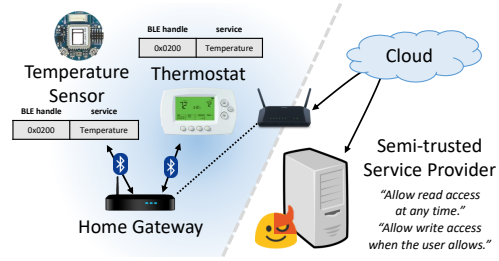 BLE handle service
0x0200 Temperature
Temperature
Sensor
Thermostat
BLE handle service
0x0200 Temperature
Home Gateway
Cloud
Semi-trusted
Service Provider
“Allow read access
at any time.”
“Allow write access
when the user allows.”